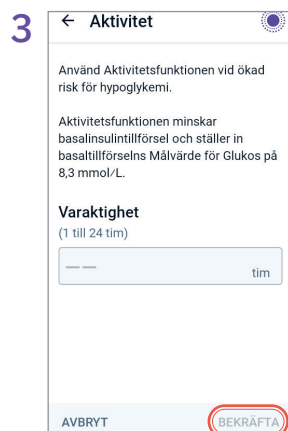 3
← Aktivitet
Använd Aktivitetsfunktionen vid ökad
risk för hypoglykemi.
Aktivitetsfunktionen minskar
basalinsulintillförsel och ställer in
basaltillförselns Målvärde för Glukos på
8,3 mmol/L.
Varaktighet
(1 till 24 tim)
— — tim
AVBRYT BEKRÄFTA